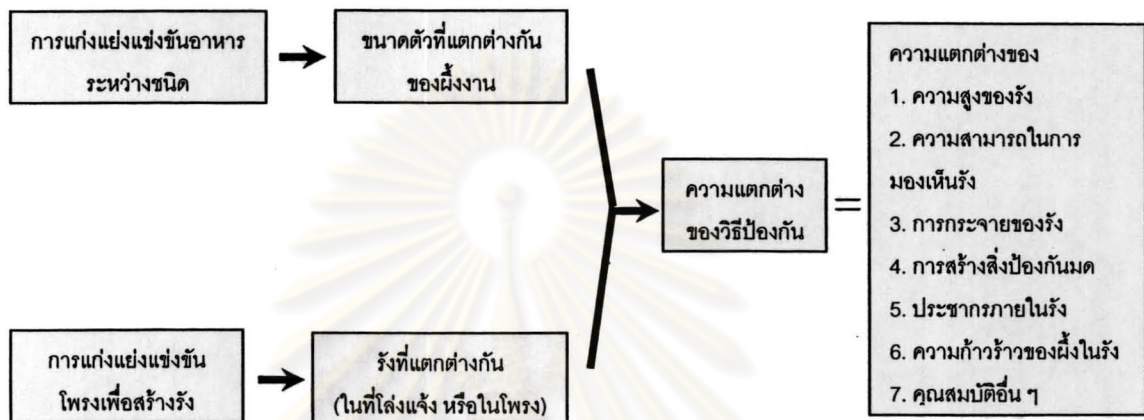 การแก่งแย่งแข่งขันอาหาร
ระหว่างชนิด
ขนาดตัวที่แตกต่างกัน
ของผึ้งงาน
การแก่งแย่งแข่งขัน
โพรงเพื่อสร้างรัง
รังที่แตกต่างกัน
(ในที่โล่งแจ้ง หรือในโพรง)
ความแตกต่าง
ของวิธีป้องกัน
=
ความแตกต่างของ
1. ความสูงของรัง
2. ความสามารถในการ
มองเห็นรัง
3. การกระจายของรัง
4. การสร้างสิ่งป้องกันมด
5. ประชากรภายในรัง
6. ความก้าวร้าวของผึ้งในรัง
7. คุณสมบัติอื่น ๆ